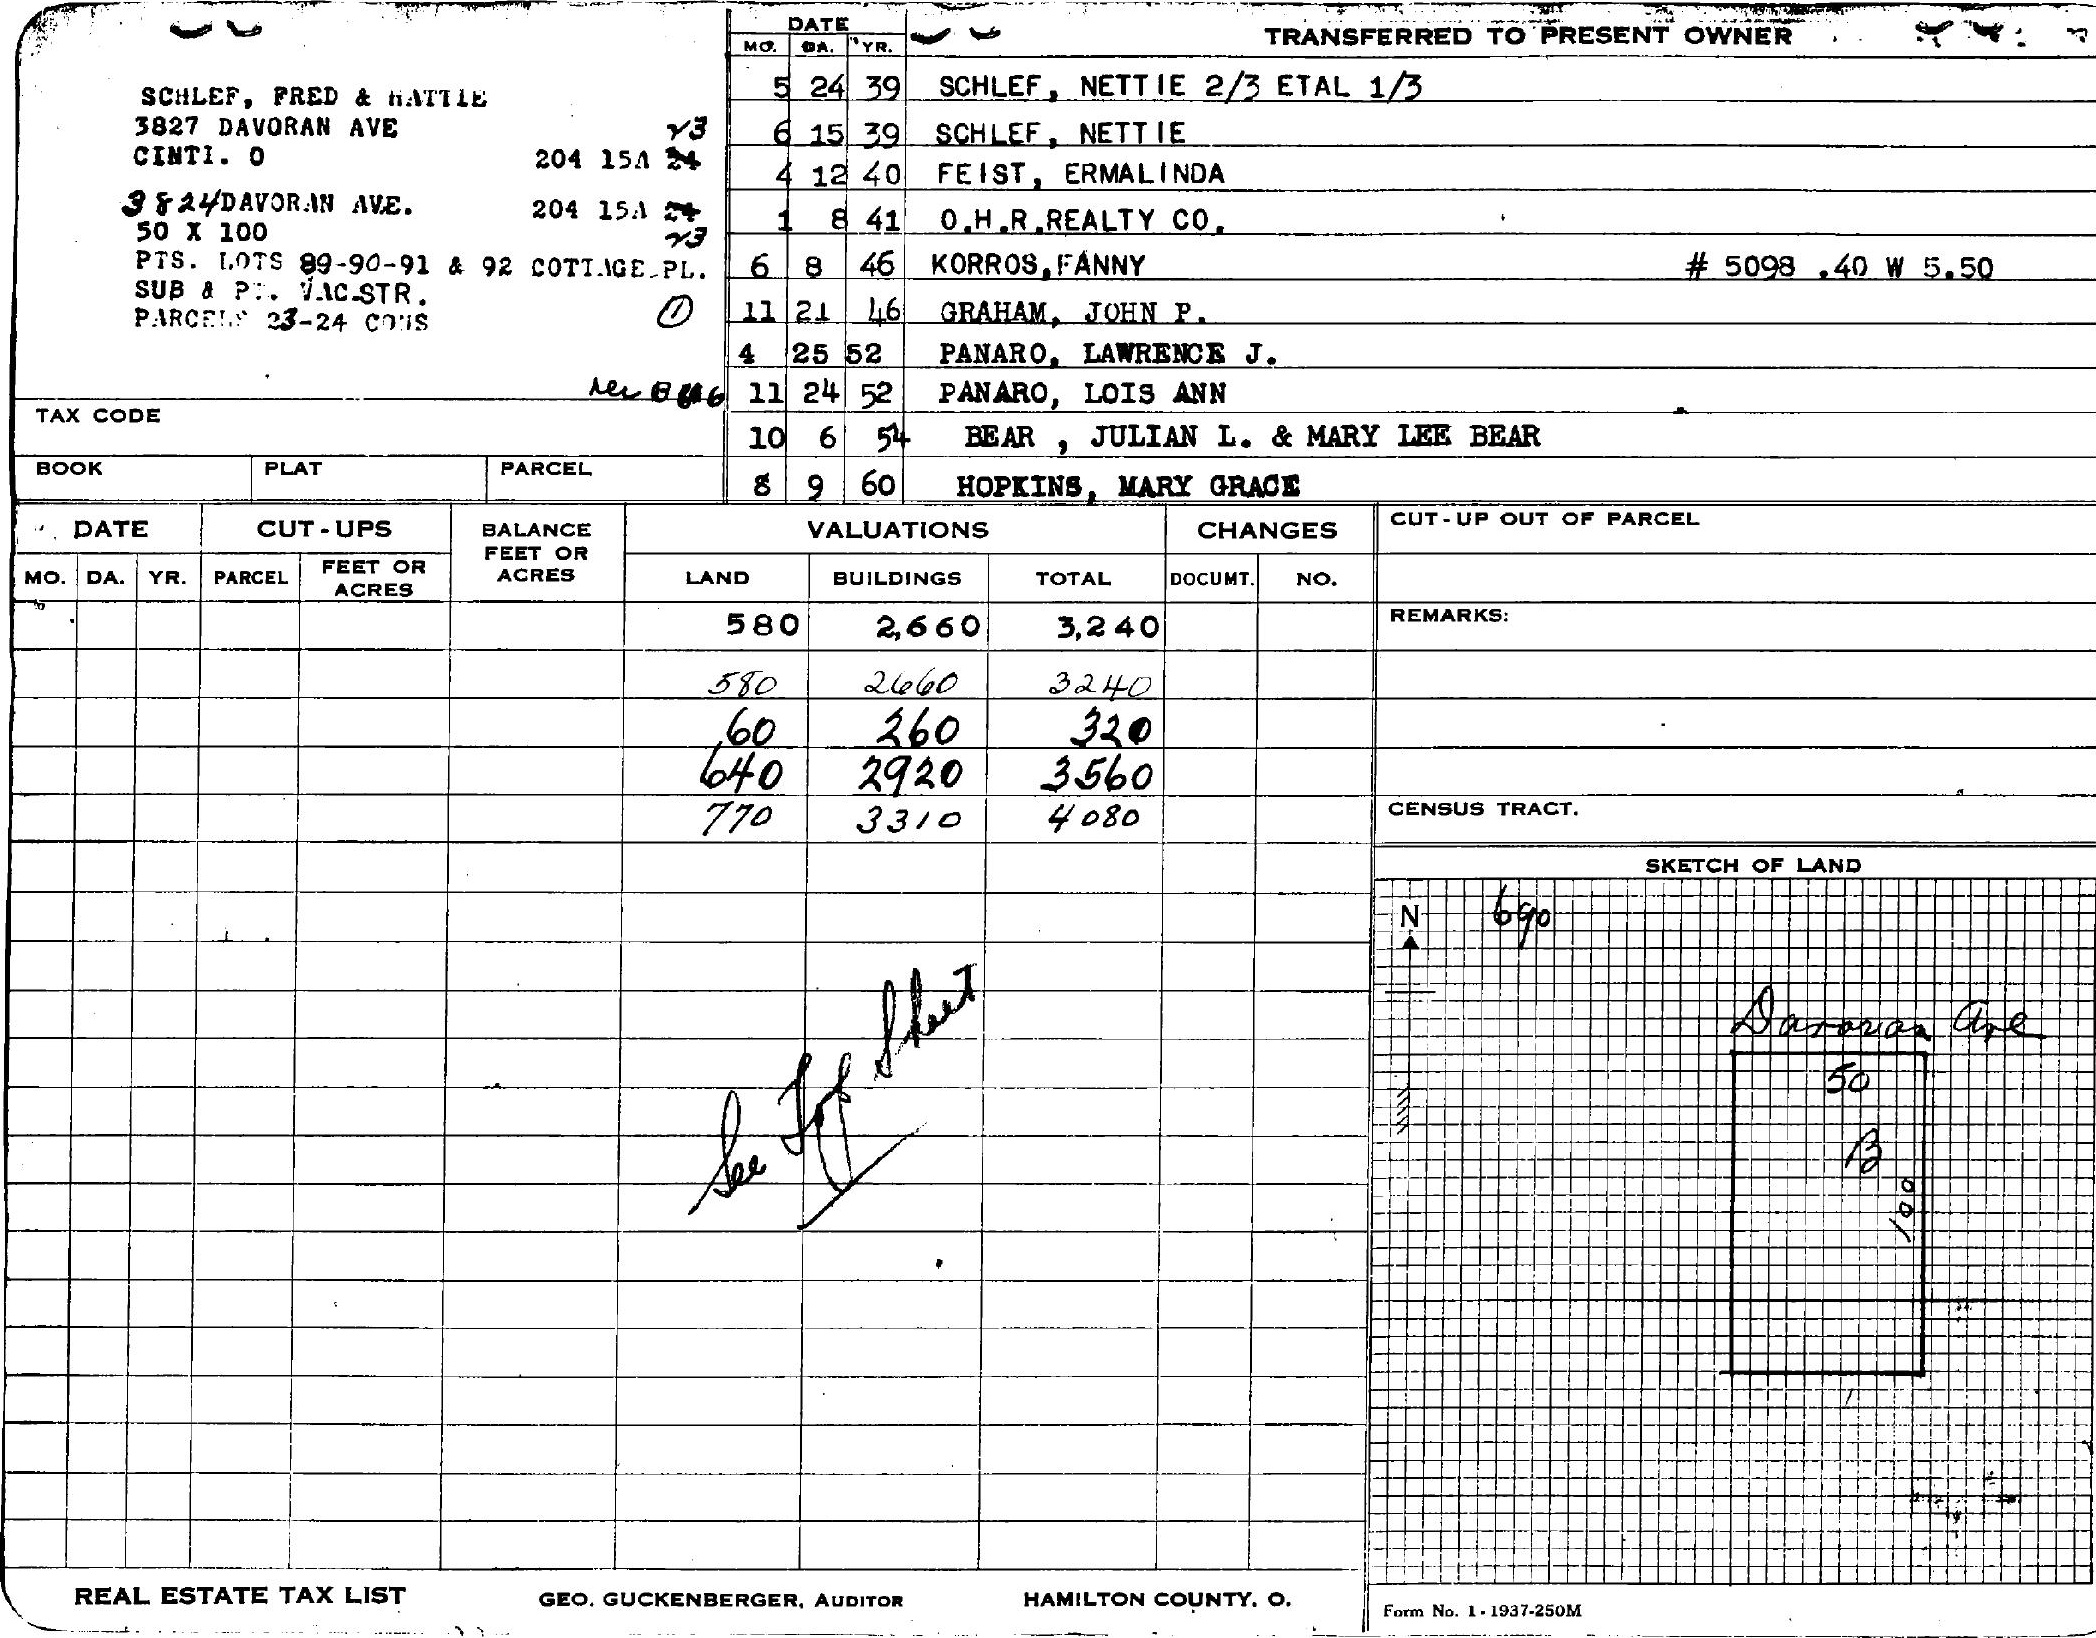 SCHLEF, FRED & HATTIE
3827 DAVORAN AVE
23
CINTI. O 204 15A 24
3824 DAVORAN AVE. 204 15A 24
50 X 100 23
PTS. LOTS 89-90-91 & 92 COTTAGE PL.
SUB & PT. VAC STR.
PARCELS 23-24 CONS 1
TAX CODE
BOOK PLAT PARCEL
DATE TRANSFERRED TO PRESENT OWNER
MO. DA. YR.
5 24 39 SCHLEF, NETTIE 2/3 ETAL 1/3
6 15 39 SCHLEF, NETTIE
4 12 40 FEIST, ERMALINDA
1 8 41 O.H.R.REALTY CO.
6 8 46 KORROS,FANNY # 5098 .40 W 5.50
11 21 46 GRAHAM, JOHN P.
4 25 52 PANARO, LAWRENCE J.
11 24 52 PANARO, LOIS ANN
10 6 54 BEAR , JULIAN L. & MARY LEE BEAR
8 9 60 HOPKINS, MARY GRACE
DATE CUT-UPS BALANCE FEET OR ACRES VALUATIONS CHANGES
MO. DA. YR. PARCEL FEET OR ACRES LAND BUILDINGS TOTAL DOCUMT. NO.
580 2,660 3,240
580 2660 3240
60 260 320
640 2920 3560
770 3310 4080
See Top Sheet
CUT-UP OUT OF PARCEL
REMARKS:
CENSUS TRACT.
SKETCH OF LAND
N 690
Davoran Ave
50
B
100
REAL ESTATE TAX LIST GEO. GUCKENBERGER, AUDITOR HAMILTON COUNTY. O.
Form No. 1-1937-250M